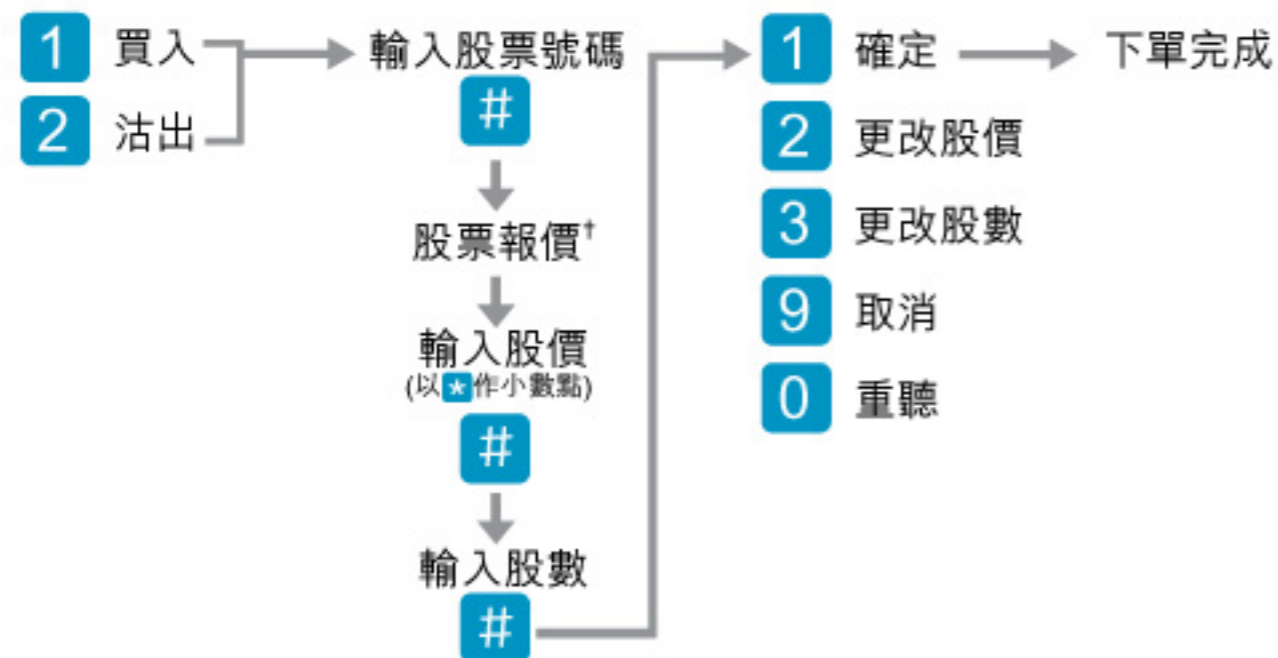 1 買入
2 沽出
輸入股票號碼
#
股票報價†
輸入股價
(以*作小數點)
#
輸入股數
#
1 確定
下單完成
2 更改股價
3 更改股數
9 取消
0 重聽